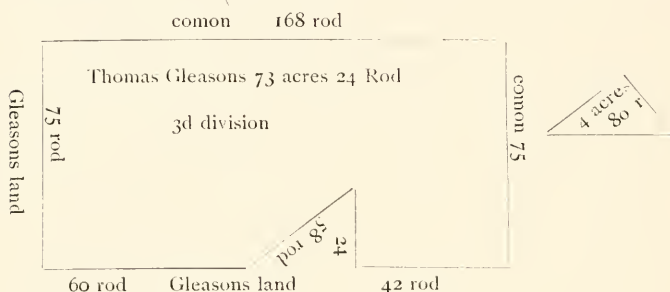 comon 168 rod
Thomas Gleasons 73 acres 24 Rod
3d division
Gleasons land
75 rod
comon 75
4 acres
80 r
58 rod
24
60 rod Gleasons land 42 rod